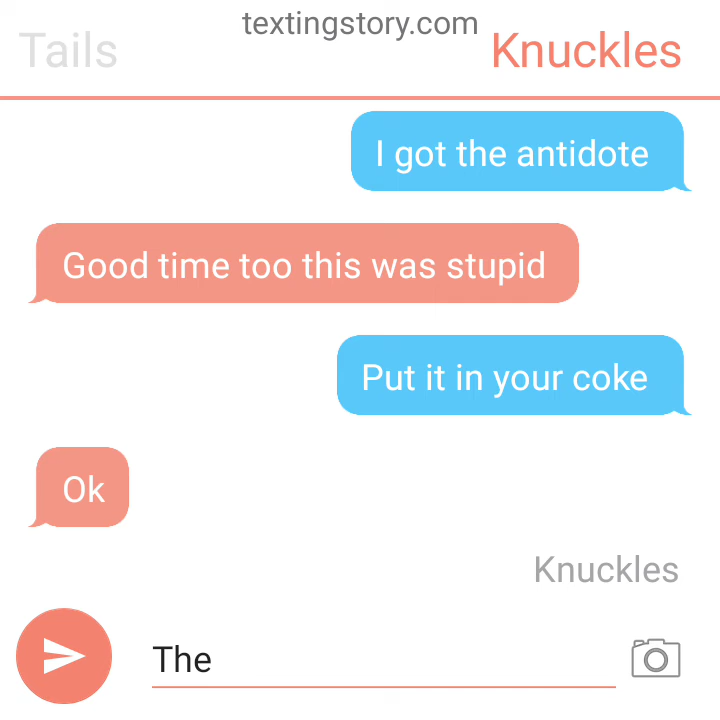 textingstory.com
Tails
Knuckles
I got the antidote
Good time too this was stupid
Put it in your coke
Ok
Knuckles
The